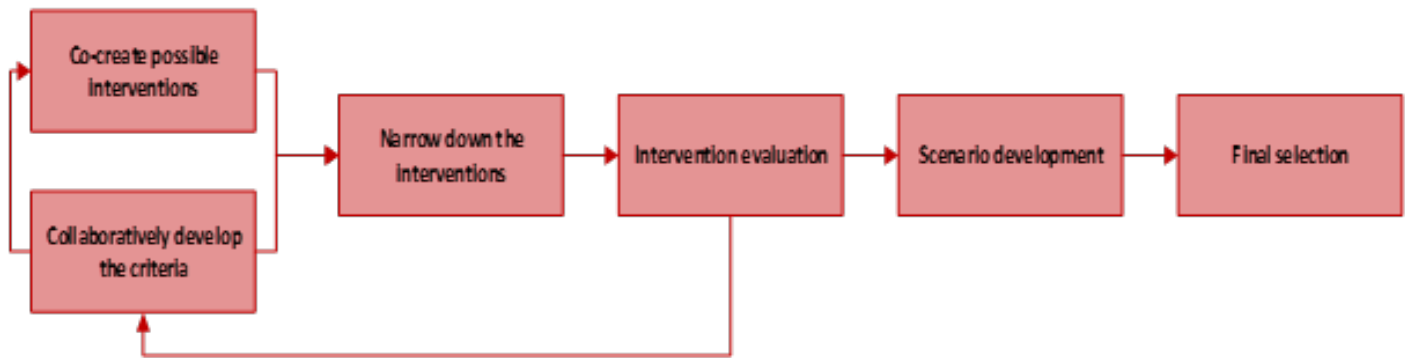 Co-create possible
interventions
Collaboratively develop
the criteria
Narrow down the
interventions
Intervention evaluation
Scenario development
Final selection